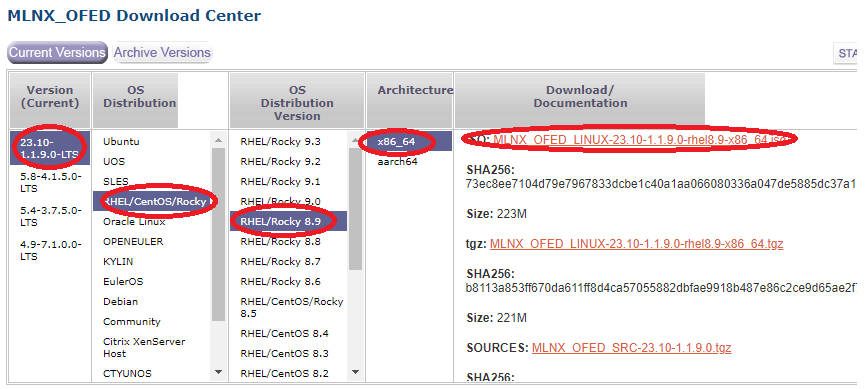 MLNX_OFED Download Center
Current Versions
Archive Versions
STA
Version
(Current)
OS
Distribution
OS
Distribution
Version
Architecture
Download/
Documentation
23.10-
1.1.9.0-LTS
5.8-4.1.5.0-
LTS
5.4-3.7.5.0-
LTS
4.9-7.1.0.0-
LTS
Ubuntu
UOS
SLES
RHEL/CentOS/Rocky
Oracle Linux
OPENEULER
KYLIN
EulerOS
Debian
Community
Citrix XenServer
Host
CTYUNOS
RHEL/Rocky 9.3
RHEL/Rocky 9.2
RHEL/Rocky 9.1
RHEL/Rocky 9.0
RHEL/Rocky 8.9
RHEL/Rocky 8.8
RHEL/Rocky 8.7
RHEL/Rocky 8.6
RHEL/CentOS/Rocky
8.5
RHEL/CentOS 8.4
RHEL/CentOS 8.3
RHEL/CentOS 8.2
x86_64
aarch64
ISO: MLNX_OFED_LINUX-23.10-1.1.9.0-rhel8.9-x86_64.iso
SHA256:
73ec8ee7104d79e7967833dcbe1c40a1aa066080336a047de5885dc37a1
Size: 223M
tgz: MLNX_OFED_LINUX-23.10-1.1.9.0-rhel8.9-x86_64.tgz
SHA256:
b8113a853ff670da611ff8d4ca57055882dbfae9918b487e86c2ce9d65ae2f7
Size: 221M
SOURCES: MLNX_OFED_SRC-23.10-1.1.9.0.tgz
SHA256: